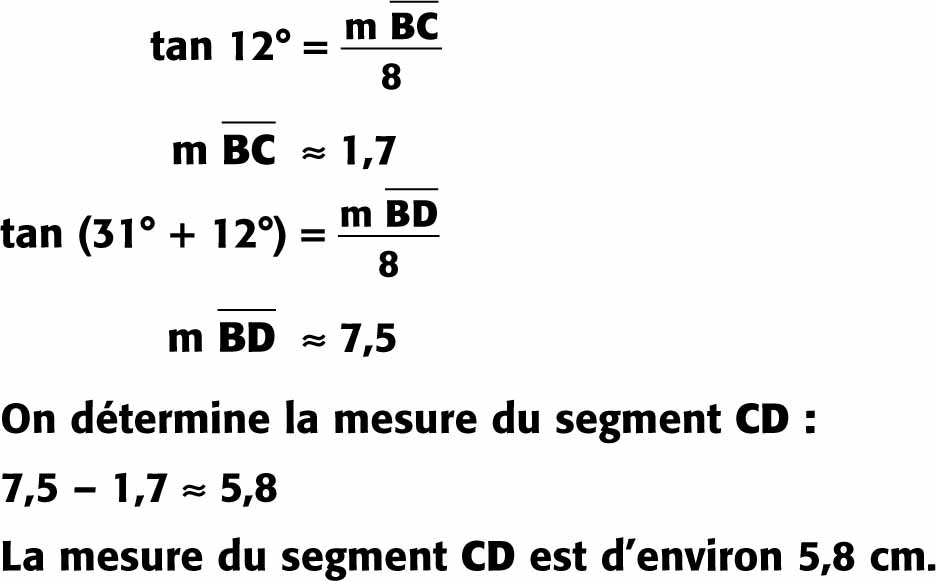 tan 12° = m BC / 8
m BC ≈ 1,7
tan (31° + 12°) = m BD / 8
m BD ≈ 7,5
On détermine la mesure du segment CD :
7,5 – 1,7 ≈ 5,8
La mesure du segment CD est d’environ 5,8 cm.